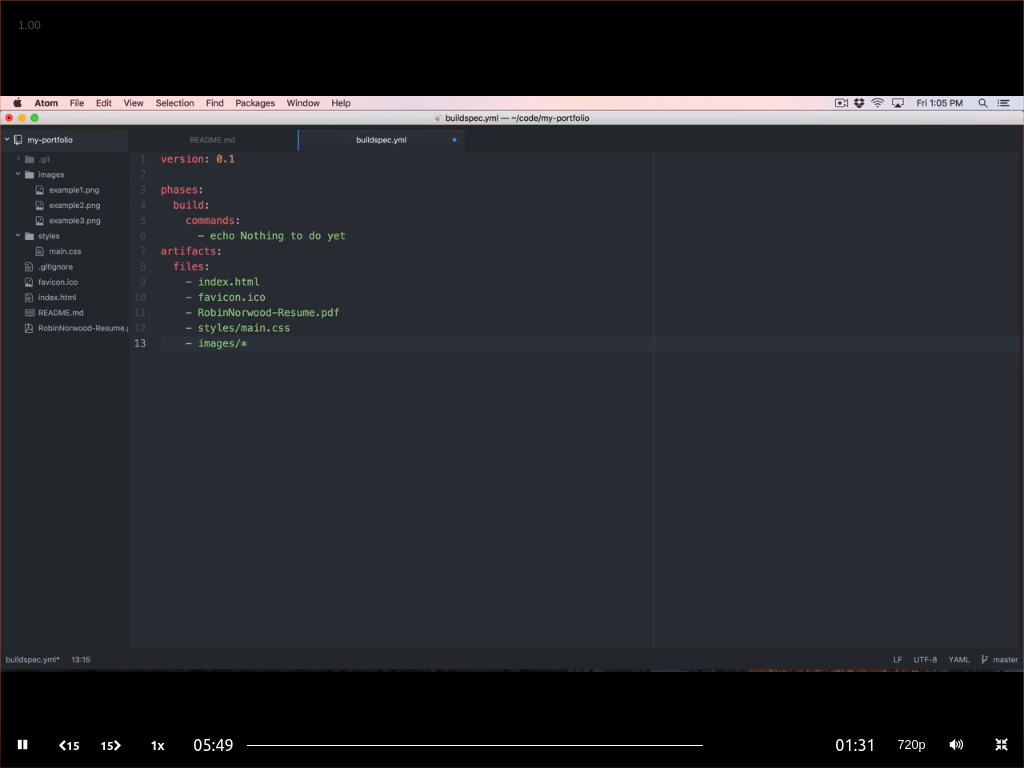 1.00
Atom File Edit View Selection Find Packages Window Help Fri 1:05 PM
buildspec.yml — ~/code/my-portfolio
my-portfolio README.md buildspec.yml
.git
images
example1.png
example2.png
example3.png
styles
main.css
.gitignore
favicon.ico
index.html
README.md
RobinNorwood-Resume.p
1 version: 0.1
2
3 phases:
4 build:
5 commands:
6 - echo Nothing to do yet
7 artifacts:
8 files:
9 - index.html
10 - favicon.ico
11 - RobinNorwood-Resume.pdf
12 - styles/main.css
13 - images/*
buildspec.yml* 13:15 LF UTF-8 YAML master
15 15 1x 05:49 01:31 720p